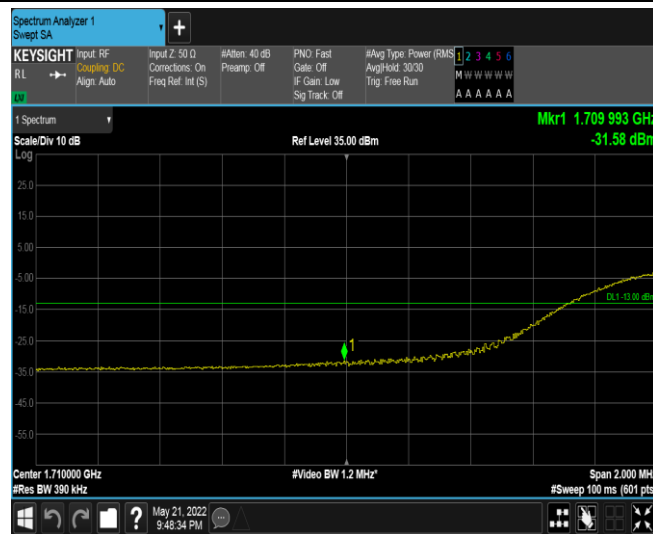 Spectrum Analyzer 1
Swept SA
+
KEYSIGHT
RL
Input: RF
Coupling: DC
Align: Auto
Input Z: 50 Ω
Corrections: On
Freq Ref: Int (S)
#Atten: 40 dB
Preamp: Off
PNO: Fast
Gate: Off
IF Gain: Low
Sig Track: Off
#Avg Type: Power (RMS
Avg|Hold: 30/30
Trig: Free Run
1 2 3 4 5 6
M W W W W W
A A A A A A
1 Spectrum
Scale/Div 10 dB
Ref Level 35.00 dBm
Mkr1 1.709 993 GHz
-31.58 dBm
Log
25.0
15.0
5.00
-5.00
DL1 -13.00 dBm
-15.0
-25.0
1
-35.0
-45.0
-55.0
Center 1.710000 GHz
#Video BW 1.2 MHz*
Span 2.000 MHz
#Res BW 390 kHz
#Sweep 100 ms (601 pts
?
May 21, 2022
9:48:34 PM